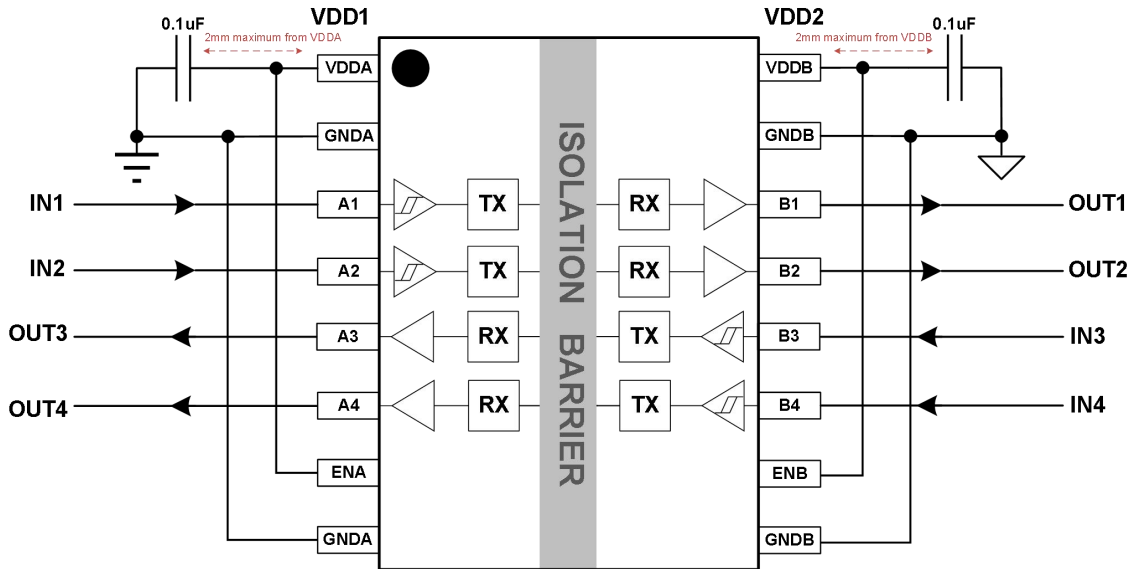 VDD1
VDD2
0.1uF
0.1uF
2mm maximum from VDDA
2mm maximum from VDDB
VDDA
VDDB
GNDA
GNDB
ISOLATION BARRIER
IN1
A1
TX
RX
B1
OUT1
IN2
A2
TX
RX
B2
OUT2
OUT3
A3
RX
TX
B3
IN3
OUT4
A4
RX
TX
B4
IN4
ENA
ENB
GNDA
GNDB